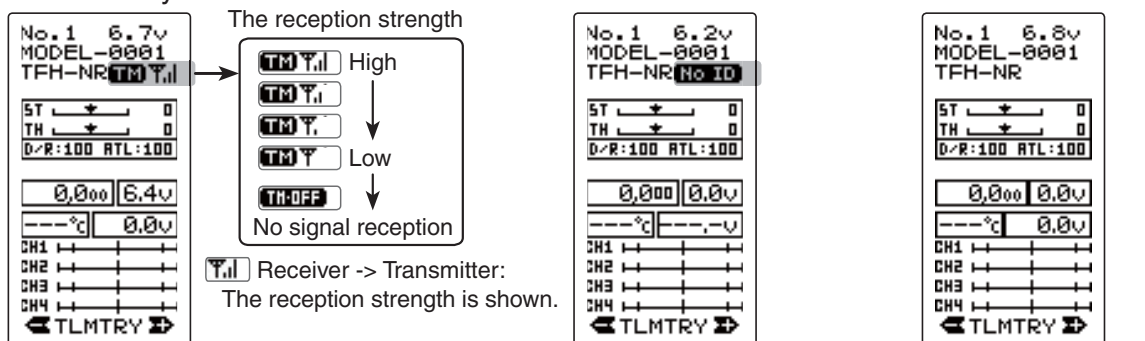 The reception strength
No.1 6.7v
MODEL-0001
TFH-NR TM
ST 0
TH 0
D/R:100 ATL:100
0,000 6.4v
---°C 0.0v
CH1
CH2
CH3
CH4
TLMTRY
TM High
TM
TM
TM Low
TM-OFF
No signal reception
Receiver -> Transmitter:
The reception strength is shown.
No.1 6.2v
MODEL-0001
TFH-NR No ID
ST 0
TH 0
D/R:100 ATL:100
0,000 0.0v
---°C ---.-v
CH1
CH2
CH3
CH4
TLMTRY
No.1 6.8v
MODEL-0001
TFH-NR
ST 0
TH 0
D/R:100 ATL:100
0,000 0.0v
---°C 0.0v
CH1
CH2
CH3
CH4
TLMTRY